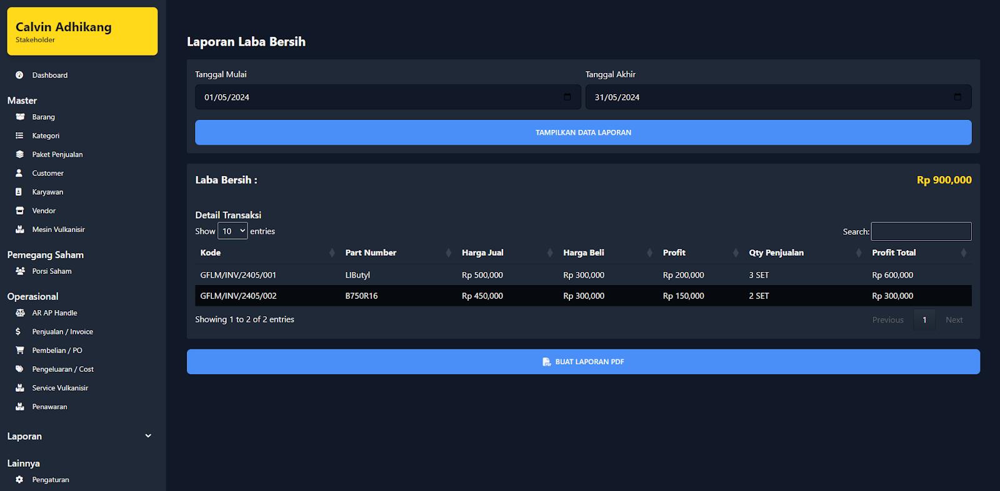 Calvin Adhikang
Stakeholder
Dashboard
Master
Barang
Kategori
Paket Penjualan
Customer
Karyawan
Vendor
Mesin Vulkanisir
Pemegang Saham
Porsi Saham
Operasional
AR AP Handle
Penjualan / Invoice
Pembelian / PO
Pengeluaran / Cost
Service Vulkanisir
Penawaran
Laporan
Lainnya
Pengaturan
Laporan Laba Bersih
Tanggal Mulai Tanggal Akhir
01/05/2024 31/05/2024
TAMPILKAN DATA LAPORAN
Laba Bersih : Rp 900,000
Detail Transaksi
Show 10 entries Search:
Kode Part Number Harga Jual Harga Beli Profit Qty Penjualan Profit Total
GFLM/INV/2405/001 LIButyl Rp 500,000 Rp 300,000 Rp 200,000 3 SET Rp 600,000
GFLM/INV/2405/002 B750R16 Rp 450,000 Rp 300,000 Rp 150,000 2 SET Rp 300,000
Showing 1 to 2 of 2 entries Previous 1 Next
BUAT LAPORAN PDF